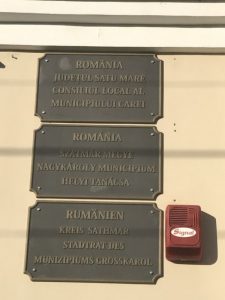 ROMÂNIA
JUDEŢUL SATU MARE
CONSILIUL LOCAL AL
MUNICIPIULUI CAREI
ROMÁNIA
SZATMÁR MEGYE
NAGYKÁROLY MUNICÍPIUM
HELYI TANÁCSA
RUMÄNIEN
KREIS SATHMAR
STADTRAT DES
MUNIZIPIUMS GROSSKAROL
Signal